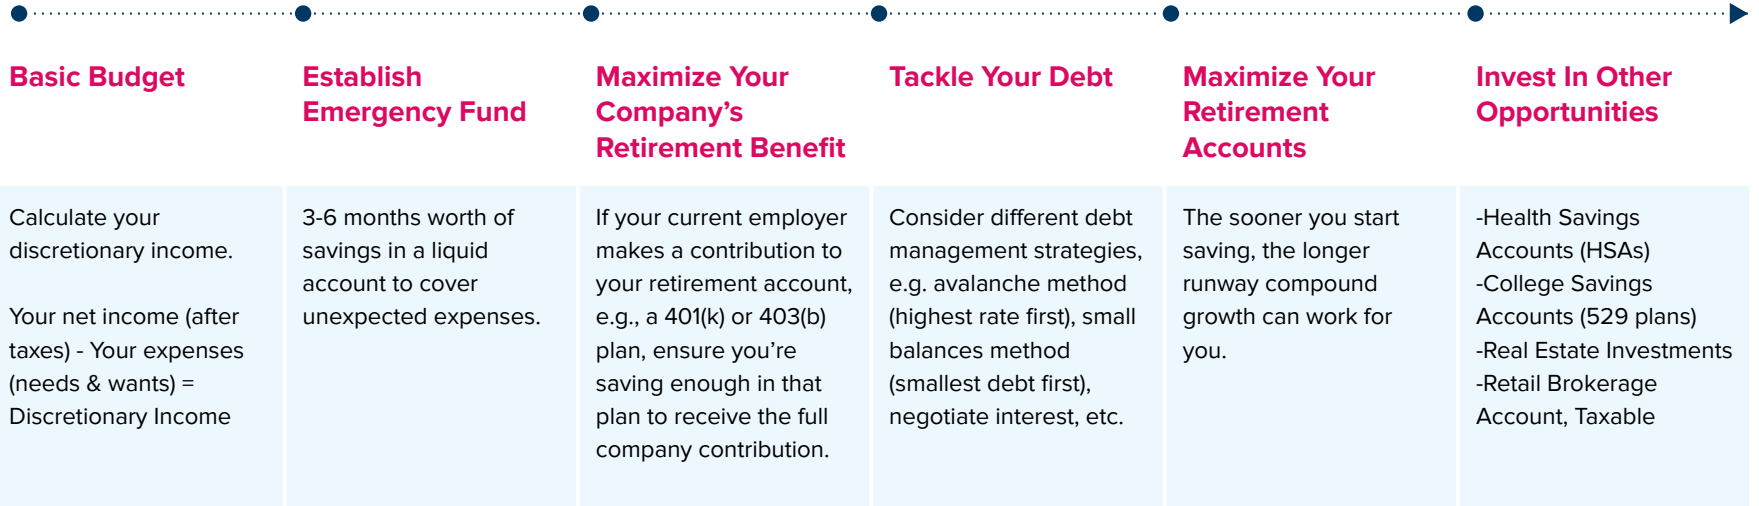 Basic Budget
Calculate your
discretionary income.
Your net income (after
taxes) - Your expenses
(needs & wants) =
Discretionary Income
Establish
Emergency Fund
3-6 months worth of
savings in a liquid
account to cover
unexpected expenses.
Maximize Your
Company’s
Retirement Benefit
If your current employer
makes a contribution to
your retirement account,
e.g., a 401(k) or 403(b)
plan, ensure you’re
saving enough in that
plan to receive the full
company contribution.
Tackle Your Debt
Consider different debt
management strategies,
e.g. avalanche method
(highest rate first), small
balances method
(smallest debt first),
negotiate interest, etc.
Maximize Your
Retirement
Accounts
The sooner you start
saving, the longer
runway compound
growth can work for
you.
Invest In Other
Opportunities
-Health Savings
Accounts (HSAs)
-College Savings
Accounts (529 plans)
-Real Estate Investments
-Retail Brokerage
Account, Taxable